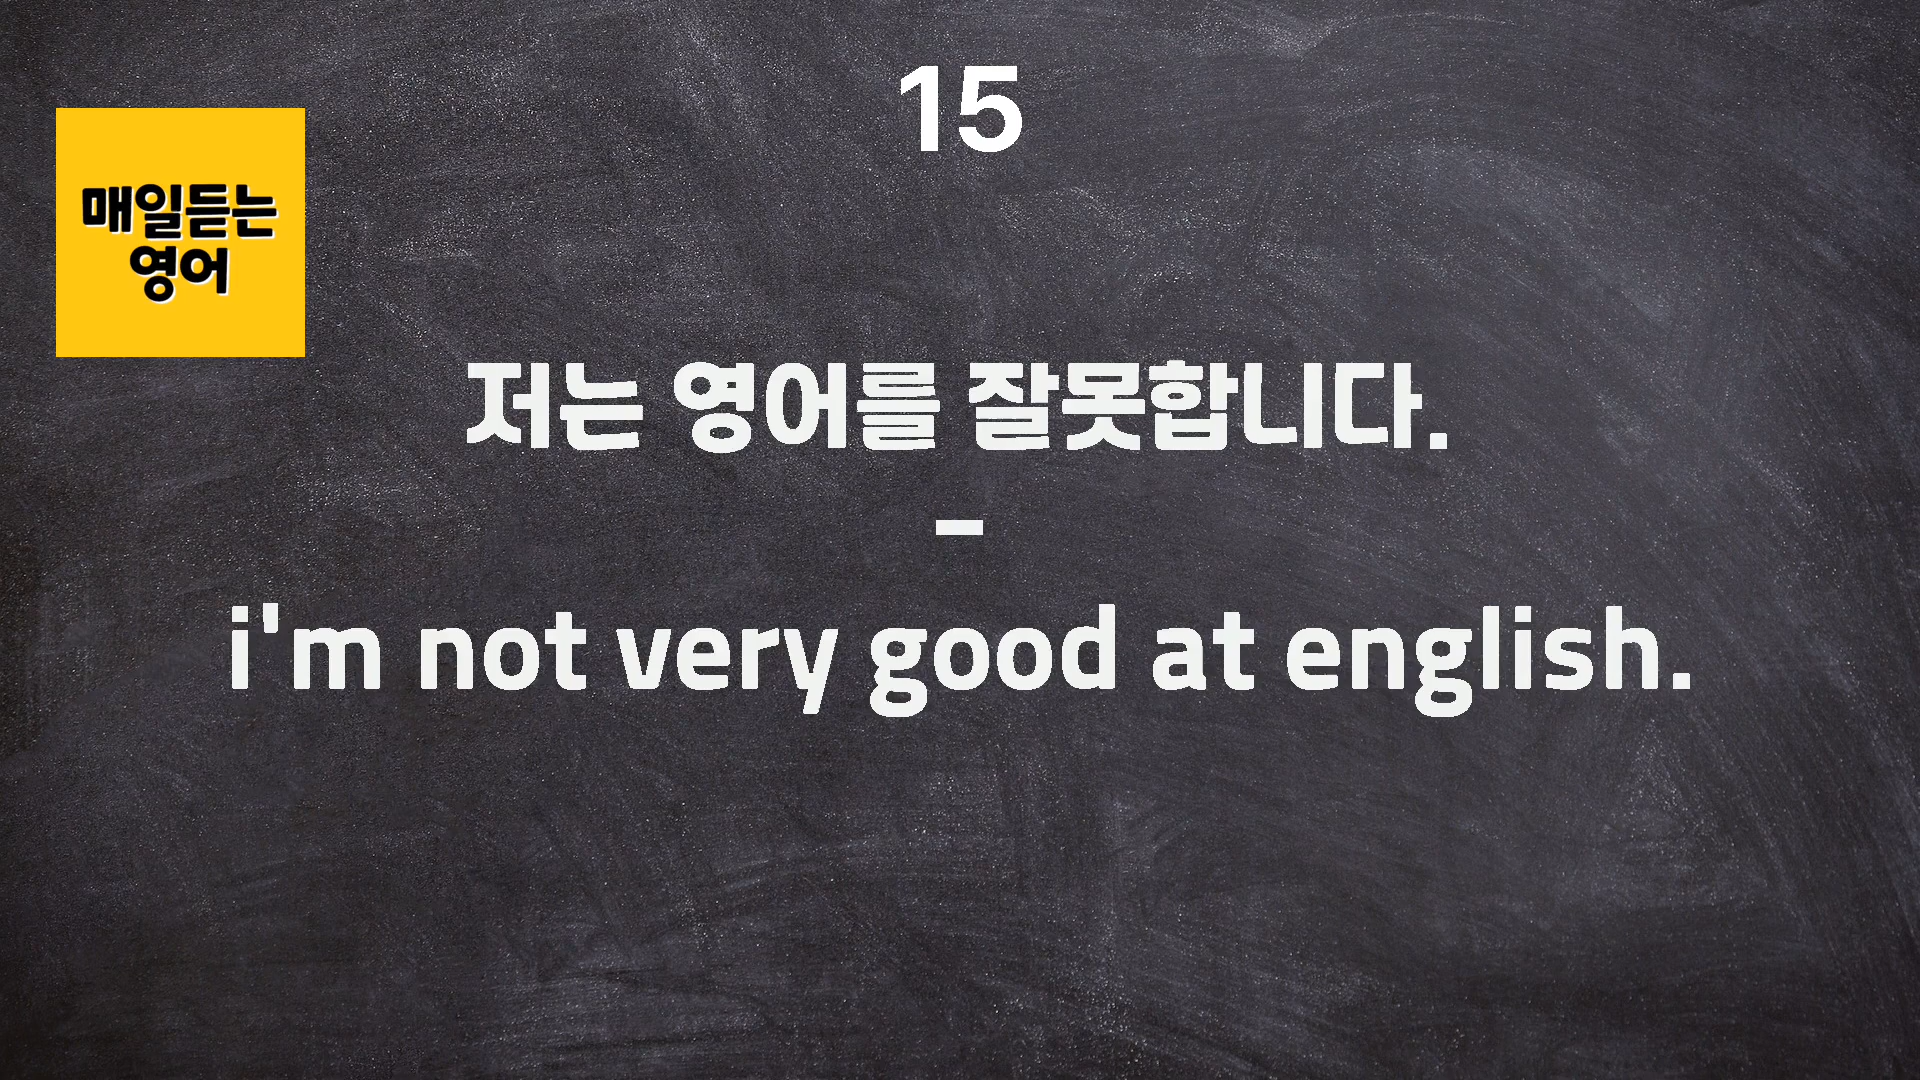 15
매일듣는
영어
저는 영어를 잘못합니다.
-
i'm not very good at english.